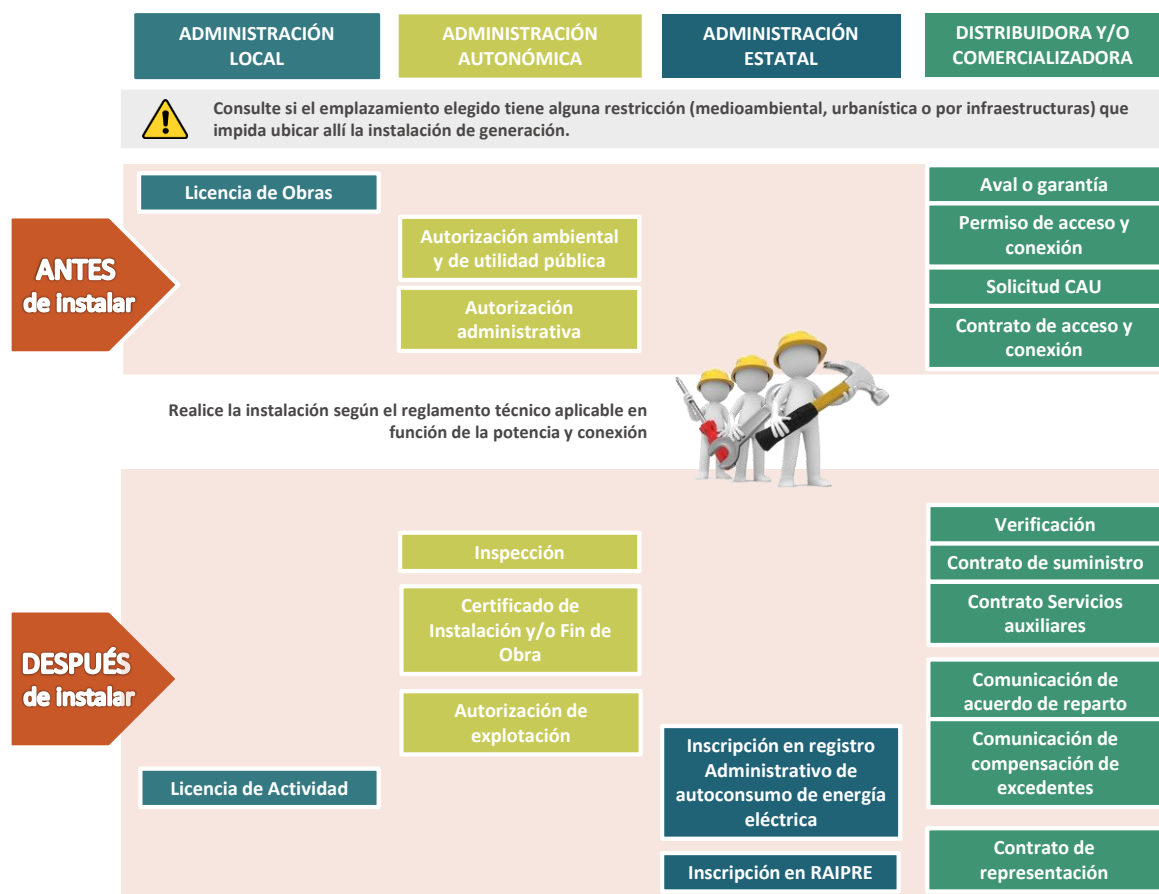 ADMINISTRACIÓN
LOCAL
ADMINISTRACIÓN
AUTONÓMICA
ADMINISTRACIÓN
ESTATAL
DISTRIBUIDORA Y/O
COMERCIALIZADORA
Consulte si el emplazamiento elegido tiene alguna restricción (medioambiental, urbanística o por infraestructuras) que
impida ubicar allí la instalación de generación.
ANTES
de instalar
Licencia de Obras
Autorización ambiental
y de utilidad pública
Autorización
administrativa
Aval o garantía
Permiso de acceso y
conexión
Solicitud CAU
Contrato de acceso y
conexión
Realice la instalación según el reglamento técnico aplicable en
función de la potencia y conexión
DESPUÉS
de instalar
Licencia de Actividad
Inspección
Certificado de
Instalación y/o Fin de
Obra
Autorización de
explotación
Inscripción en registro
Administrativo de
autoconsumo de energía
eléctrica
Inscripción en RAIPRE
Verificación
Contrato de suministro
Contrato Servicios
auxiliares
Comunicación de
acuerdo de reparto
Comunicación de
compensación de
excedentes
Contrato de
representación